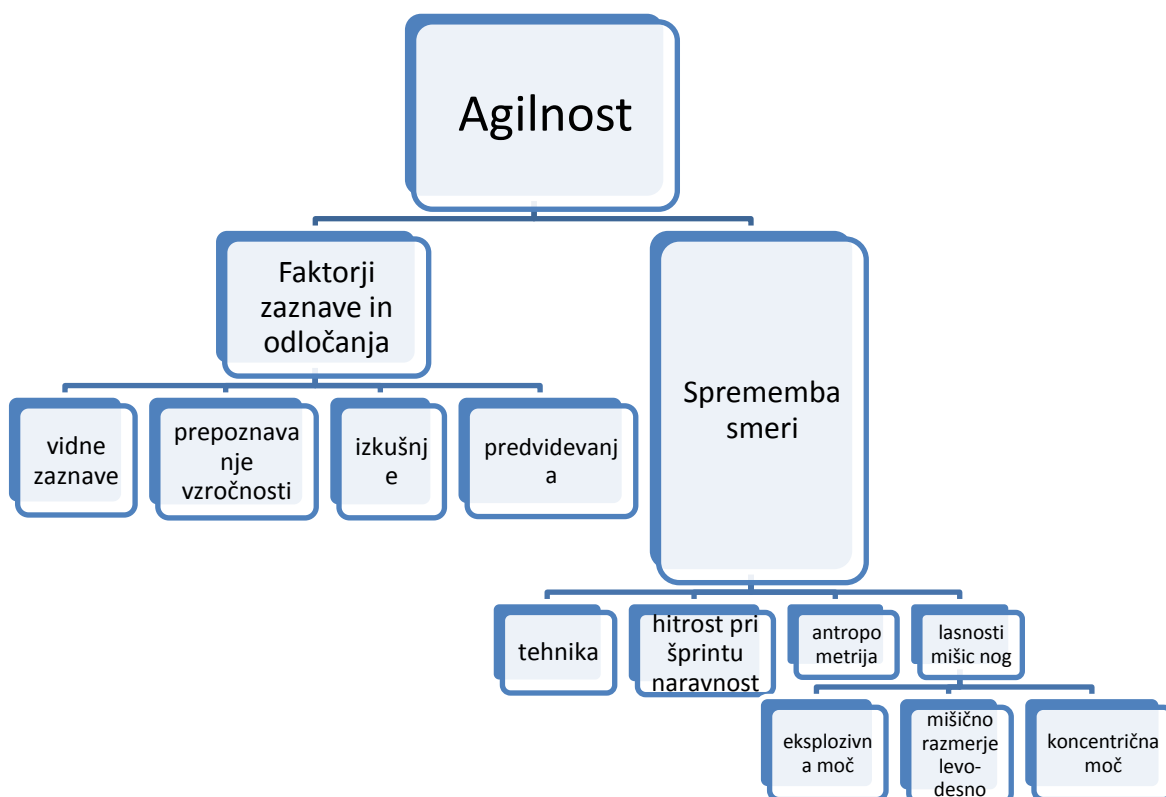 Agilnost
Faktorji
zaznave in
odločanja
Sprememba
smeri
vidne
zaznave
prepoznava
nje
vzročnosti
izkušnj
e
predvidevanj
a
tehnika
hitrost pri
šprintu
naravnost
antropo
metrija
lasnosti
mišic nog
eksplozivn
a moč
mišično
razmerje
levo-
desno
koncentrična
moč